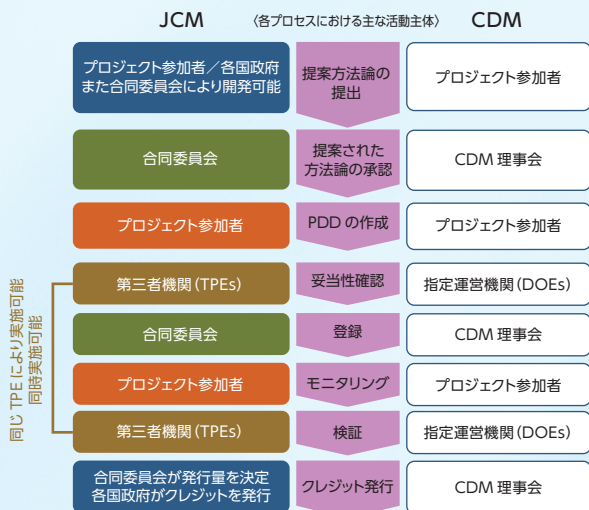 JCM 〈各プロセスにおける主な活動主体〉 CDM
プロジェクト参加者／各国政府
また合同委員会により開発可能
提案方法論の
提出
プロジェクト参加者
合同委員会
提案された
方法論の承認
CDM 理事会
プロジェクト参加者
PDD の作成
プロジェクト参加者
第三者機関（TPEs）
妥当性確認
指定運営機関（DOEs）
合同委員会
登録
CDM 理事会
プロジェクト参加者
モニタリング
プロジェクト参加者
第三者機関（TPEs）
検証
指定運営機関（DOEs）
合同委員会が発行量を決定
各国政府がクレジットを発行
クレジット発行
CDM 理事会
同じ TPE により実施可能
同時実施可能